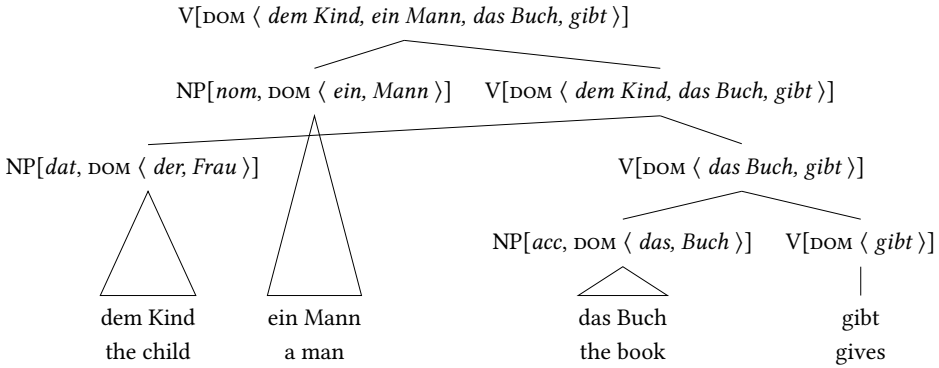 V[DOM ⟨ dem Kind, ein Mann, das Buch, gibt ⟩]
NP[nom, DOM ⟨ ein, Mann ⟩] V[DOM ⟨ dem Kind, das Buch, gibt ⟩]
NP[dat, DOM ⟨ der, Frau ⟩] V[DOM ⟨ das Buch, gibt ⟩]
NP[acc, DOM ⟨ das, Buch ⟩] V[DOM ⟨ gibt ⟩]
dem Kind ein Mann das Buch gibt
the child a man the book gives